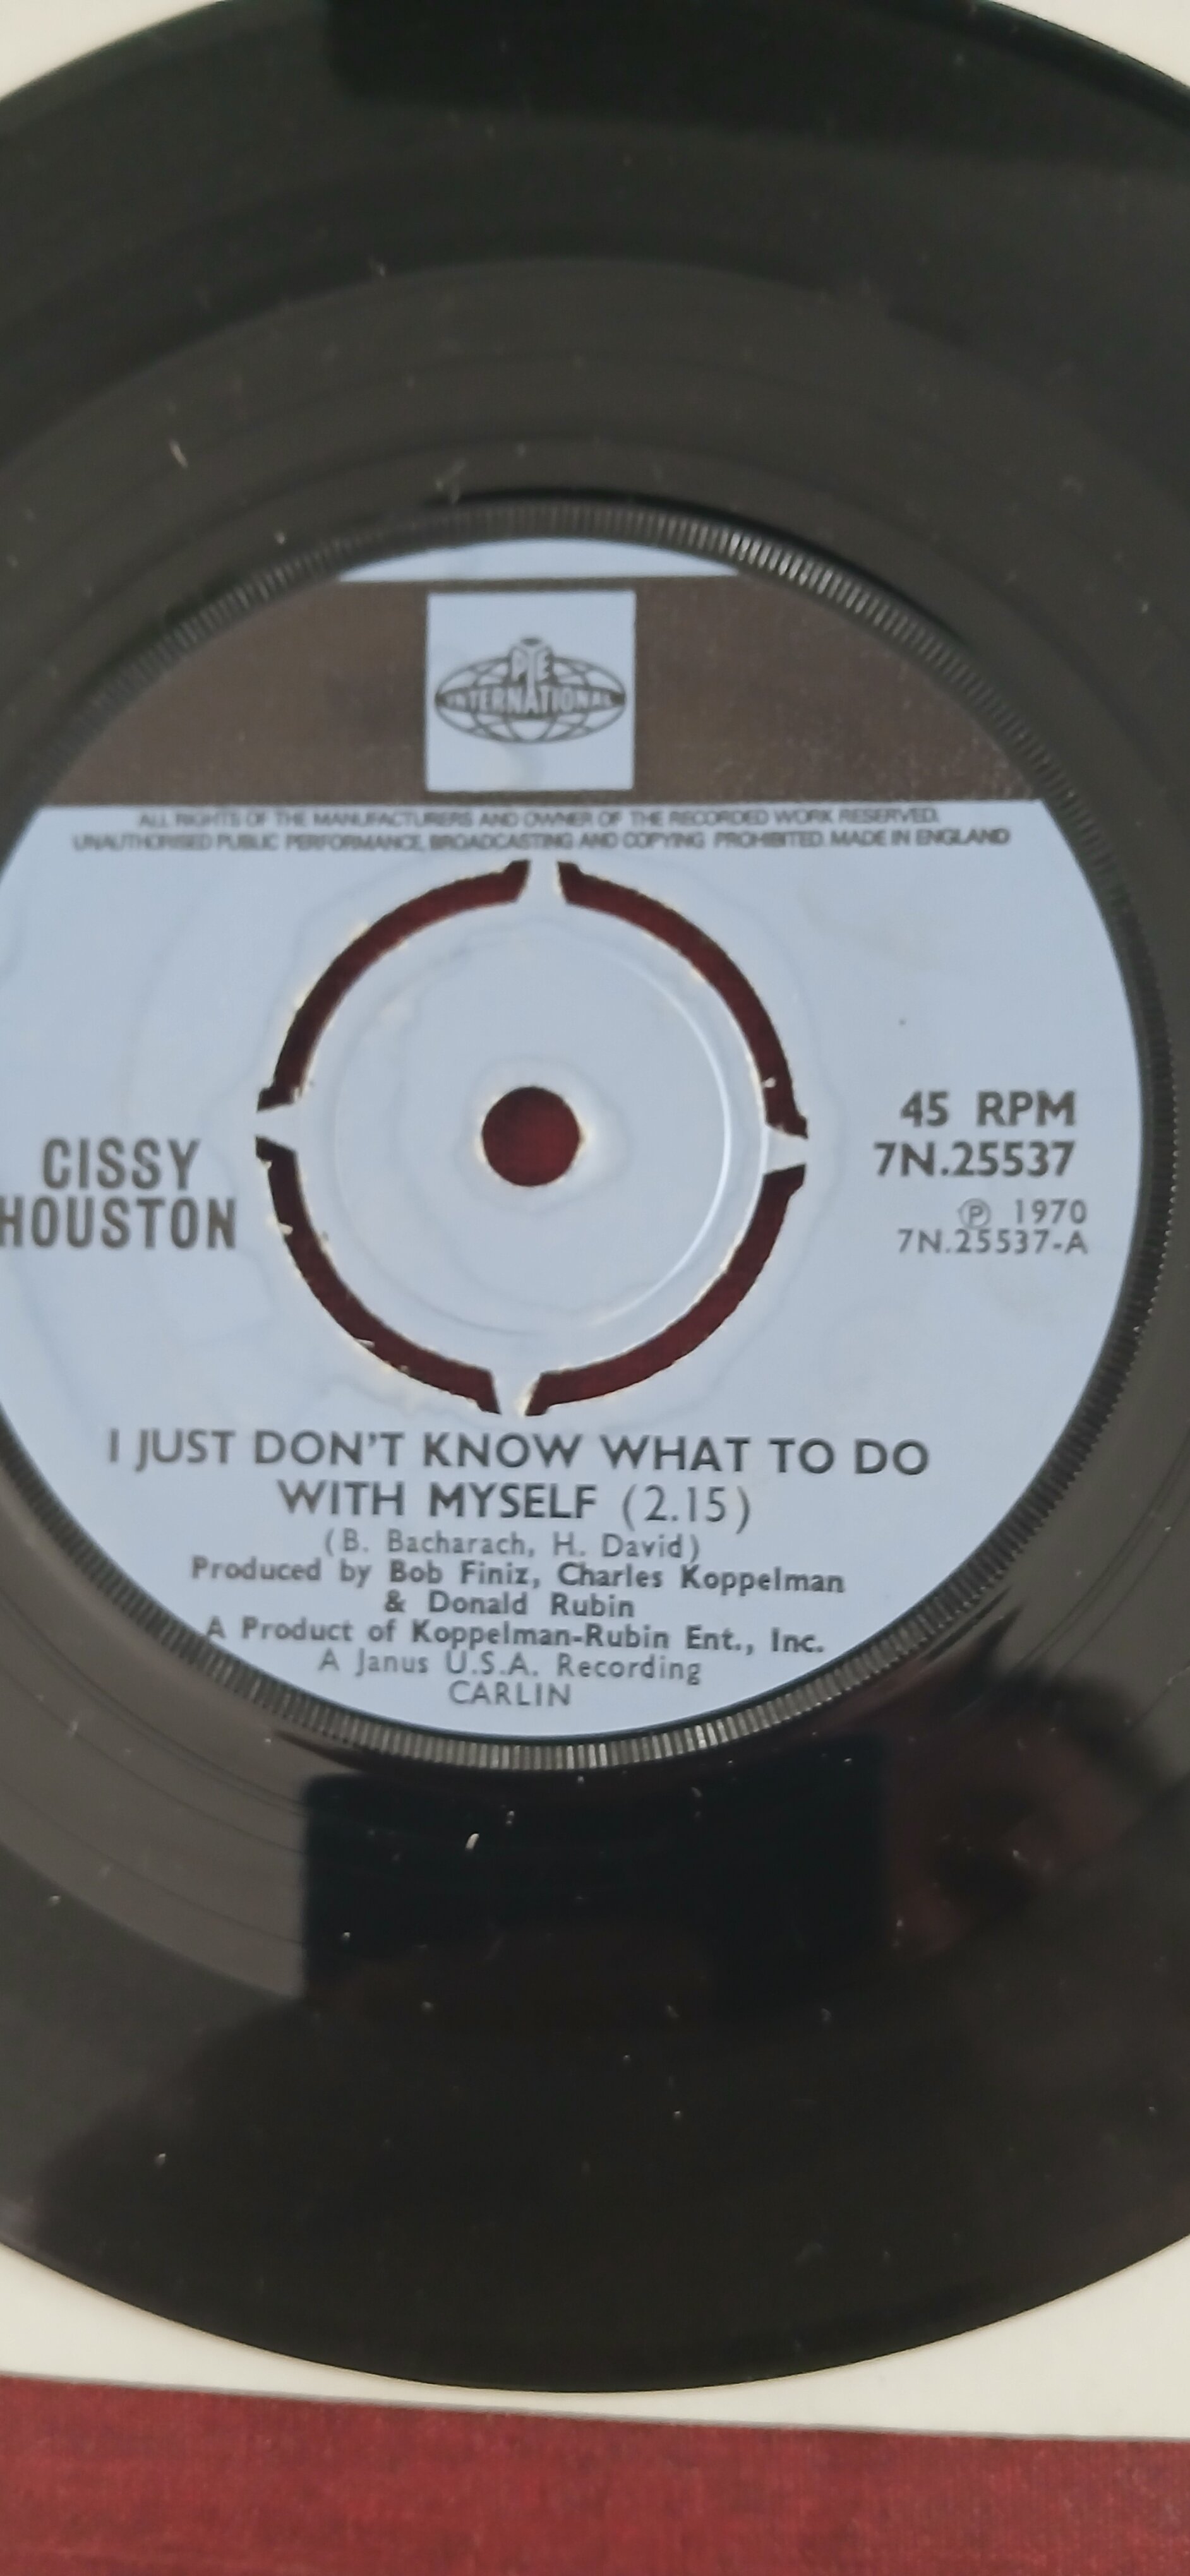 PYE
INTERNATIONAL
ALL RIGHTS OF THE MANUFACTURERS AND OWNER OF THE RECORDED WORK RESERVED.
UNAUTHORISED PUBLIC PERFORMANCE, BROADCASTING AND COPYING PROHIBITED. MADE IN ENGLAND
CISSY
HOUSTON
45 RPM
7N.25537
℗ 1970
7N.25537-A
I JUST DON'T KNOW WHAT TO DO
WITH MYSELF (2.15)
(B. Bacharach, H. David)
Produced by Bob Finiz, Charles Koppelman
& Donald Rubin
A Product of Koppelman-Rubin Ent., Inc.
A Janus U.S.A. Recording
CARLIN